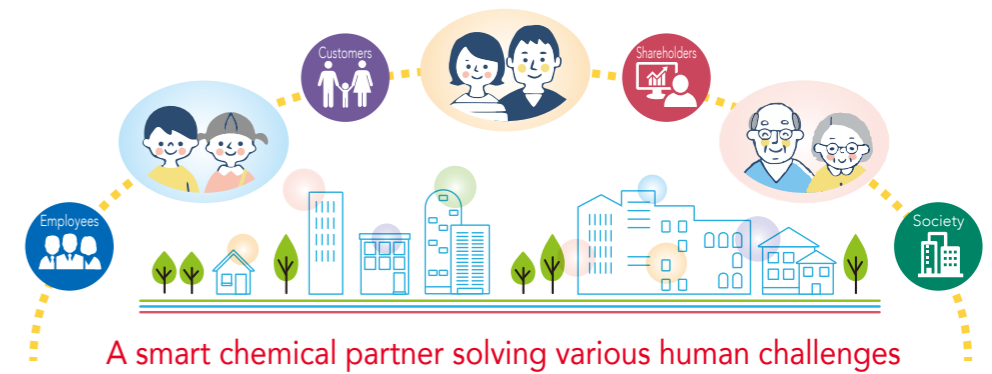 Customers
Shareholders
Employees
Society
A smart chemical partner solving various human challenges